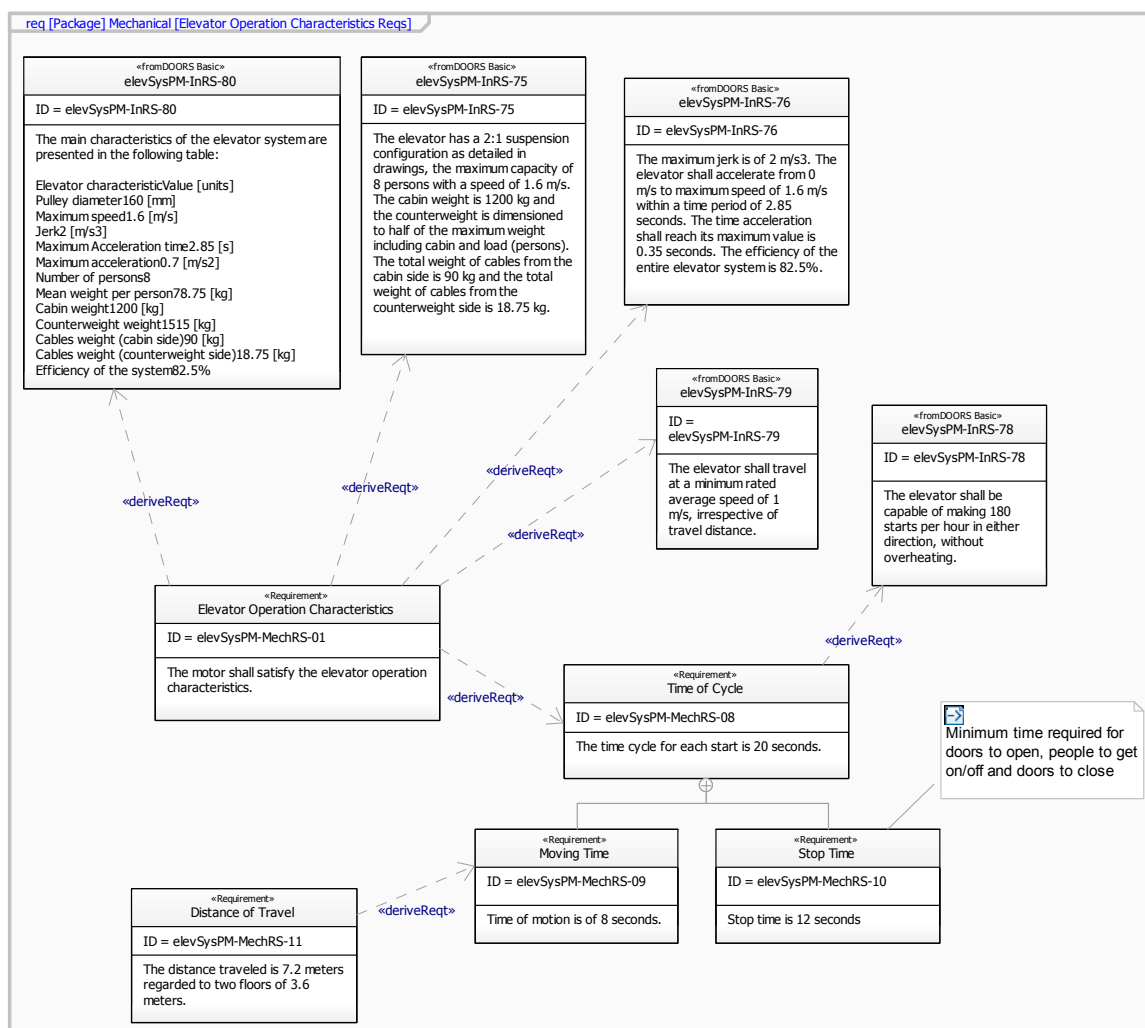 req [Package] Mechanical [Elevator Operation Characteristics Reqs]
«fromDOORS Basic»
elevSysPM-InRS-80
ID = elevSysPM-InRS-80
The main characteristics of the elevator system are
presented in the following table:
Elevator characteristicValue [units]
Pulley diameter160 [mm]
Maximum speed1.6 [m/s]
Jerk2 [m/s3]
Maximum Acceleration time2.85 [s]
Maximum acceleration0.7 [m/s2]
Number of persons8
Mean weight per person78.75 [kg]
Cabin weight1200 [kg]
Counterweight weight1515 [kg]
Cables weight (cabin side)90 [kg]
Cables weight (counterweight side)18.75 [kg]
Efficiency of the system82.5%
«fromDOORS Basic»
elevSysPM-InRS-75
ID = elevSysPM-InRS-75
The elevator has a 2:1 suspension
configuration as detailed in
drawings, the maximum capacity of
8 persons with a speed of 1.6 m/s.
The cabin weight is 1200 kg and
the counterweight is dimensioned
to half of the maximum weight
including cabin and load (persons).
The total weight of cables from the
cabin side is 90 kg and the total
weight of cables from the
counterweight side is 18.75 kg.
«fromDOORS Basic»
elevSysPM-InRS-76
ID = elevSysPM-InRS-76
The maximum jerk is of 2 m/s3. The
elevator shall accelerate from 0
m/s to maximum speed of 1.6 m/s
within a time period of 2.85
seconds. The time acceleration
shall reach its maximum value is
0.35 seconds. The efficiency of the
entire elevator system is 82.5%.
«fromDOORS Basic»
elevSysPM-InRS-79
ID =
elevSysPM-InRS-79
The elevator shall travel
at a minimum rated
average speed of 1
m/s, irrespective of
travel distance.
«fromDOORS Basic»
elevSysPM-InRS-78
ID = elevSysPM-InRS-78
The elevator shall be
capable of making 180
starts per hour in either
direction, without
overheating.
«deriveReqt»
«deriveReqt»
«deriveReqt»
«deriveReqt»
«Requirement»
Elevator Operation Characteristics
ID = elevSysPM-MechRS-01
The motor shall satisfy the elevator operation
characteristics.
«deriveReqt»
«deriveReqt»
«Requirement»
Time of Cycle
ID = elevSysPM-MechRS-08
The time cycle for each start is 20 seconds.
Minimum time required for
doors to open, people to get
on/off and doors to close
«Requirement»
Moving Time
ID = elevSysPM-MechRS-09
Time of motion is of 8 seconds.
«Requirement»
Stop Time
ID = elevSysPM-MechRS-10
Stop time is 12 seconds
«deriveReqt»
«Requirement»
Distance of Travel
ID = elevSysPM-MechRS-11
The distance traveled is 7.2 meters
regarded to two floors of 3.6
meters.